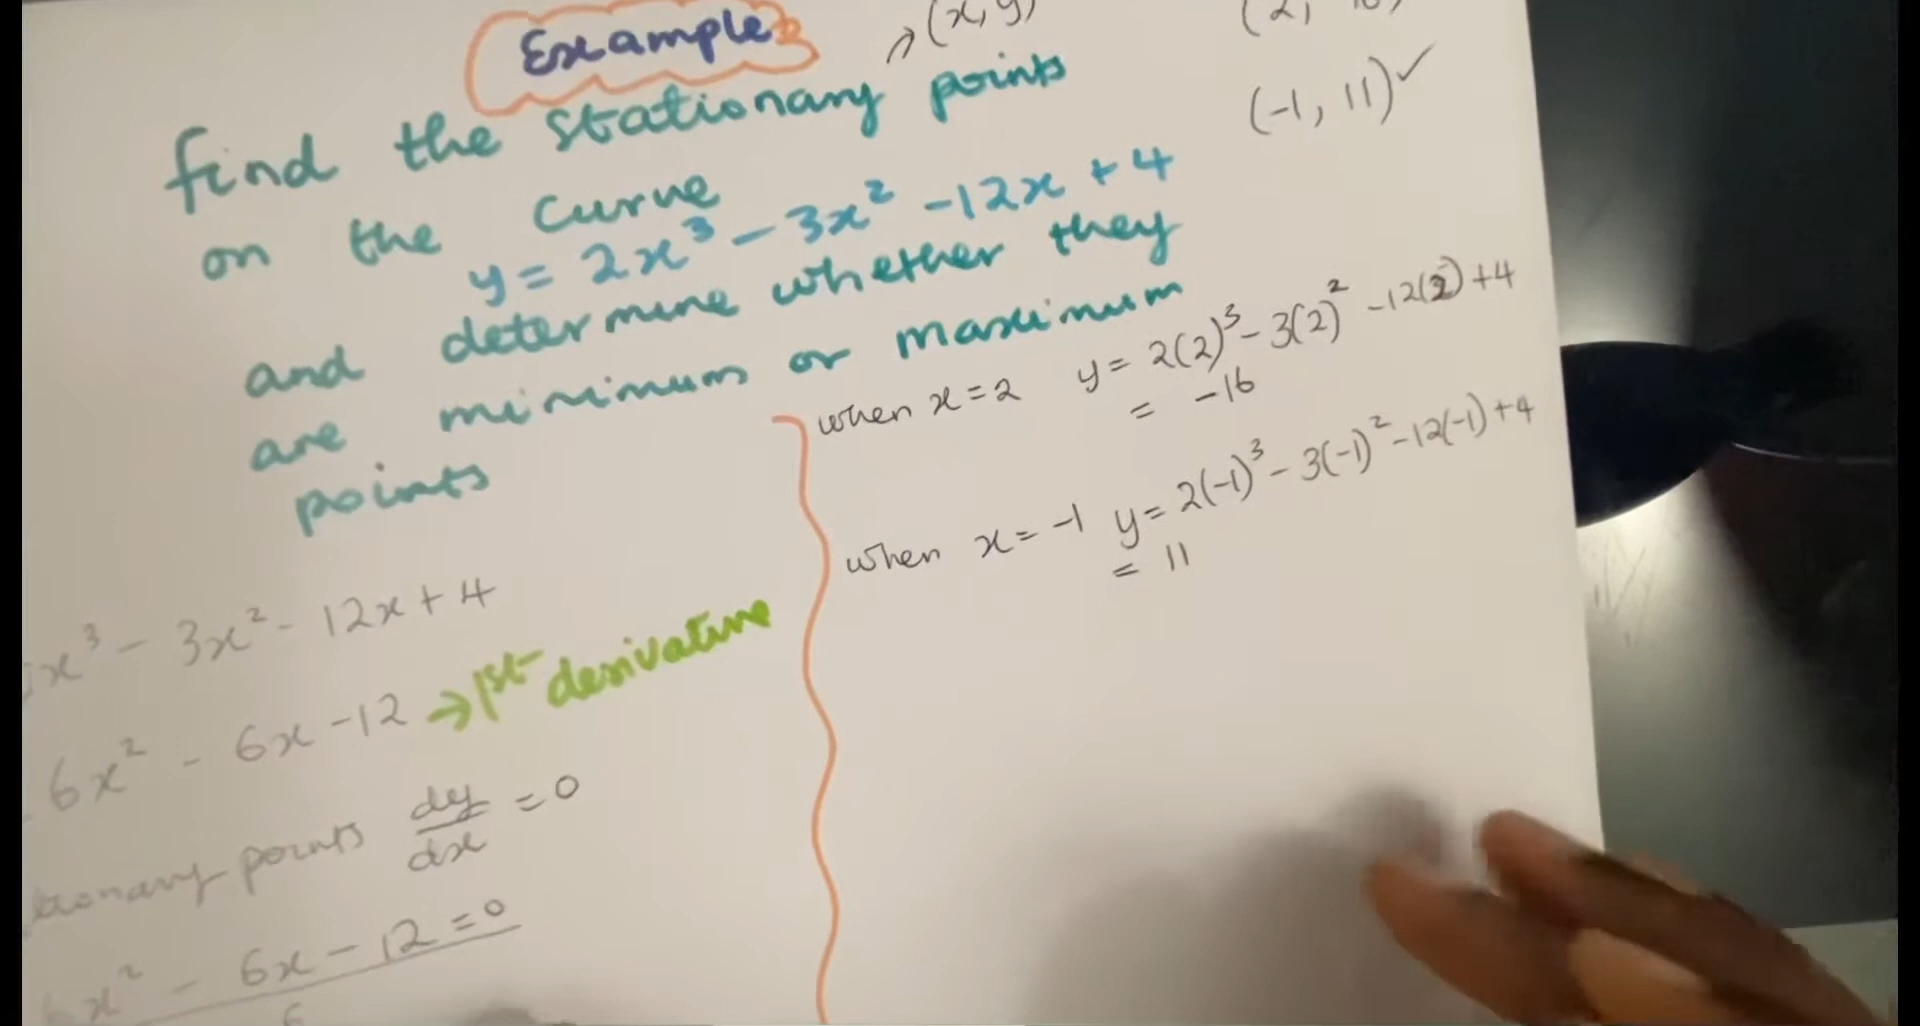 Example
→(x, y)
find the stationary points
on the curve
y = 2x³ - 3x² - 12x + 4
and determine whether they
are minimum or maximum
points
(-1, 11) ✓
x³ - 3x² - 12x + 4
6x² - 6x - 12 → 1st derivative
points dy/dx = 0
x² - 6x - 12 = 0
6
when x = 2 y = 2(2)³ - 3(2)² - 12(2) + 4
= -16
when x = -1 y = 2(-1)³ - 3(-1)² - 12(-1) + 4
= 11